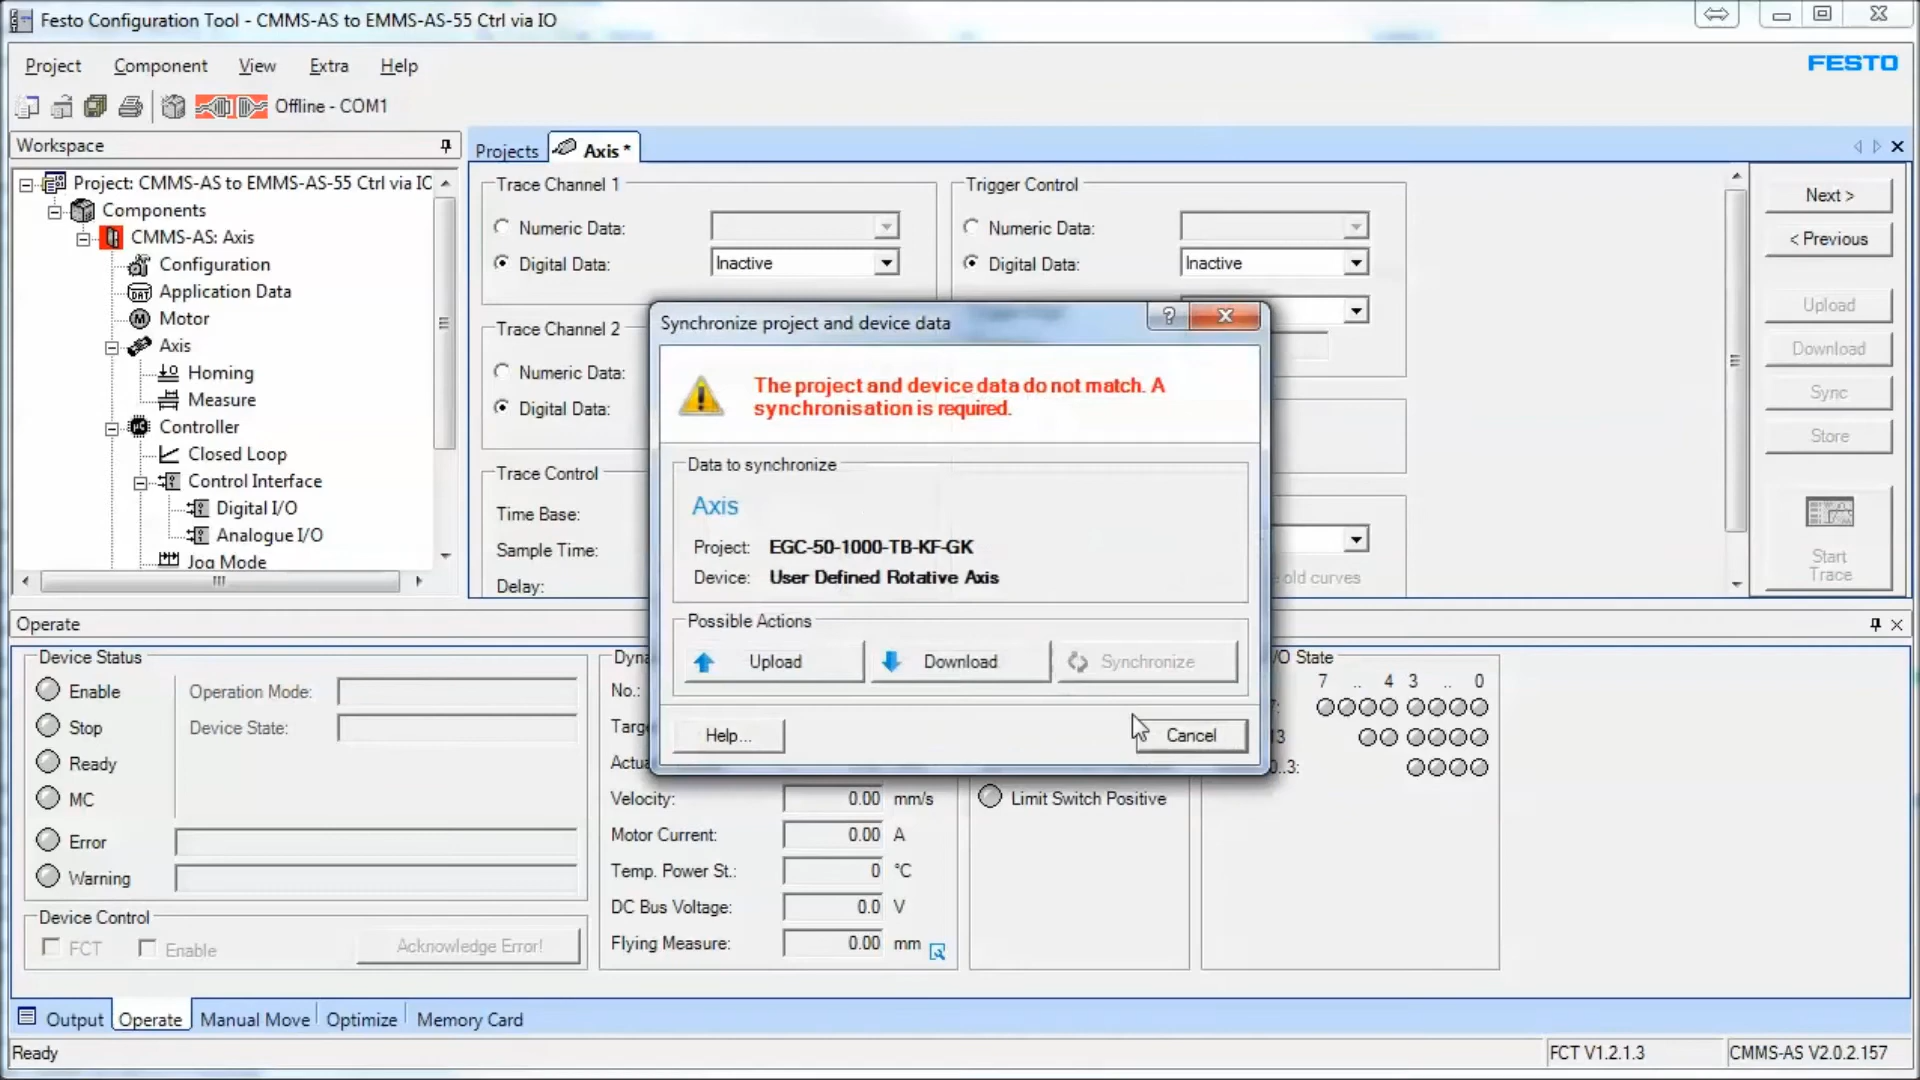 Festo Configuration Tool - CMMS-AS to EMMS-AS-55 Ctrl via IO
Project Component View Extra Help
FESTO
Offline - COM1
Workspace
Projects Axis *
Project: CMMS-AS to EMMS-AS-55 Ctrl via IO
Components
CMMS-AS: Axis
Configuration
Application Data
Motor
Axis
Homing
Measure
Controller
Closed Loop
Control Interface
Digital I/O
Analogue I/O
Jog Mode
Trace Channel 1
Numeric Data:
Digital Data: Inactive
Trace Channel 2
Numeric Data:
Digital Data:
Trace Control
Time Base:
Sample Time:
Delay:
Trigger Control
Numeric Data:
Digital Data: Inactive
old curves
Next >
< Previous
Upload
Download
Sync
Store
Start
Trace
Synchronize project and device data
?
The project and device data do not match. A
synchronisation is required.
Data to synchronize
Axis
Project: EGC-50-1000-TB-KF-GK
Device: User Defined Rotative Axis
Possible Actions
Upload Download Synchronize
Help... Cancel
Operate
Device Status
Enable
Stop
Ready
MC
Error
Warning
Operation Mode:
Device State:
Device Control
FCT Enable Acknowledge Error!
Dyna
No.:
Targe
Actua
Velocity: 0.00 mm/s
Motor Current: 0.00 A
Temp. Power St.: 0 °C
DC Bus Voltage: 0.0 V
Flying Measure: 0.00 mm
Limit Switch Positive
/O State
7 .. 4 3 .. 0
7:
13
0..3:
Output Operate Manual Move Optimize Memory Card
Ready
FCT V1.2.1.3
CMMS-AS V2.0.2.157